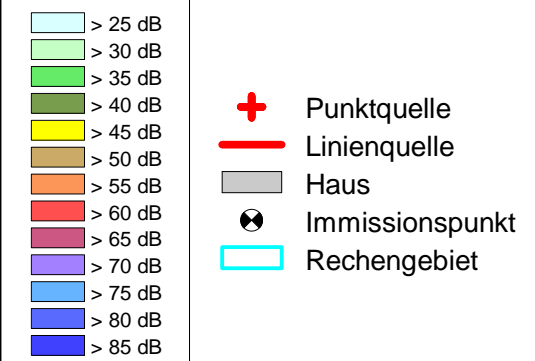 > 25 dB
> 30 dB
> 35 dB
> 40 dB
> 45 dB
> 50 dB
> 55 dB
> 60 dB
> 65 dB
> 70 dB
> 75 dB
> 80 dB
> 85 dB
Punktquelle
Linienquelle
Haus
Immissionspunkt
Rechengebiet